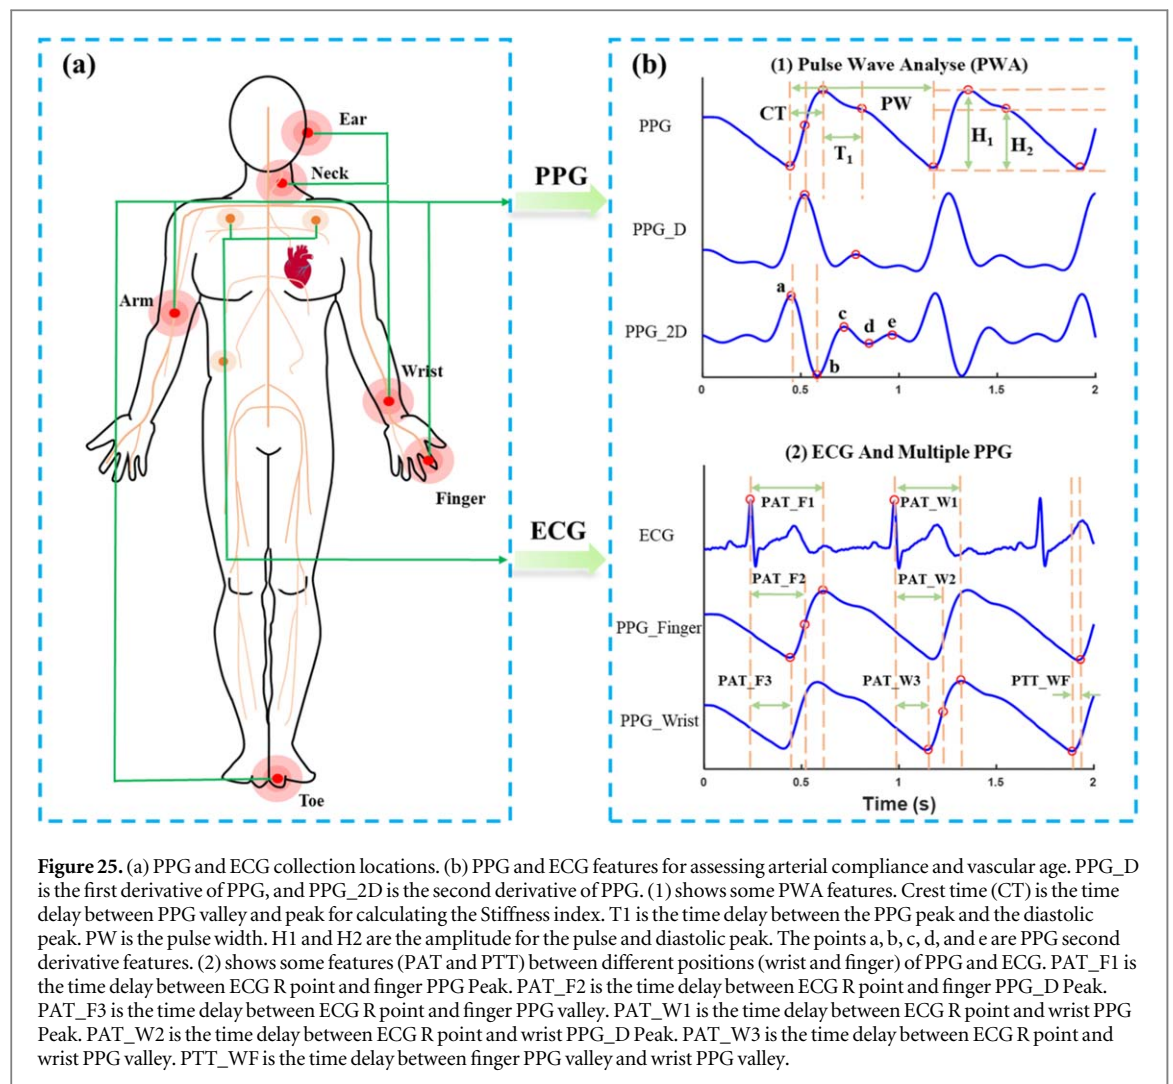 (a)
Ear
Neck
Arm
Wrist
Finger
Toe
PPG
ECG
(b)
(1) Pulse Wave Analyse (PWA)
PPG
CT
PW
T1
H1
H2
PPG_D
PPG_2D
a
b
c
d
e
0
0.5
1
1.5
2
(2) ECG And Multiple PPG
ECG
PAT_F1
PAT_W1
PAT_F2
PAT_W2
PPG_Finger
PAT_F3
PAT_W3
PTT_WF
PPG_Wrist
0
0.5
1
1.5
2
Time (s)
Figure 25. (a) PPG and ECG collection locations. (b) PPG and ECG features for assessing arterial compliance and vascular age. PPG_D
is the first derivative of PPG, and PPG_2D is the second derivative of PPG. (1) shows some PWA features. Crest time (CT) is the time
delay between PPG valley and peak for calculating the Stiffness index. T1 is the time delay between the PPG peak and the diastolic
peak. PW is the pulse width. H1 and H2 are the amplitude for the pulse and diastolic peak. The points a, b, c, d, and e are PPG second
derivative features. (2) shows some features (PAT and PTT) between different positions (wrist and finger) of PPG and ECG. PAT_F1 is
the time delay between ECG R point and finger PPG Peak. PAT_F2 is the time delay between ECG R point and finger PPG_D Peak.
PAT_F3 is the time delay between ECG R point and finger PPG valley. PAT_W1 is the time delay between ECG R point and wrist PPG
Peak. PAT_W2 is the time delay between ECG R point and wrist PPG_D Peak. PAT_W3 is the time delay between ECG R point and
wrist PPG valley. PTT_WF is the time delay between finger PPG valley and wrist PPG valley.